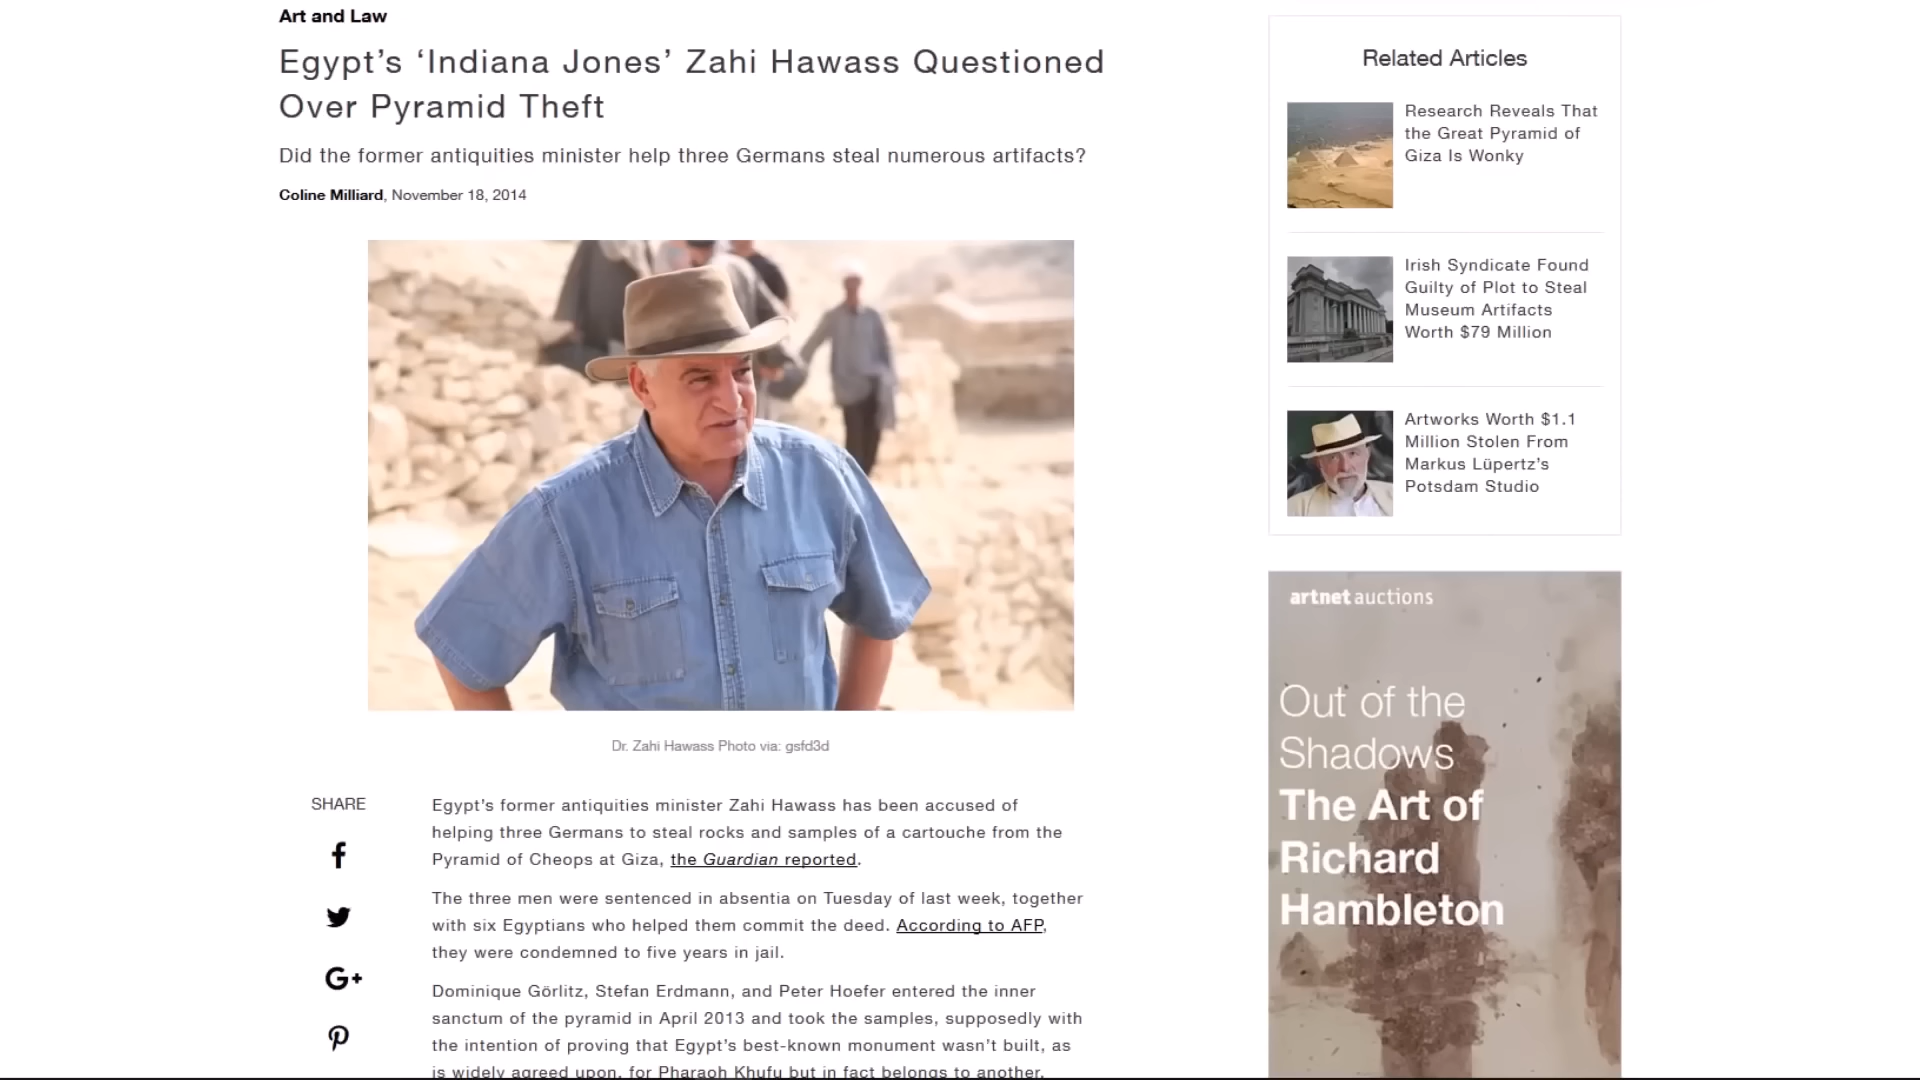 Art and Law
Egypt’s ‘Indiana Jones’ Zahi Hawass Questioned
Over Pyramid Theft
Did the former antiquities minister help three Germans steal numerous artifacts?
Coline Milliard, November 18, 2014
Dr. Zahi Hawass Photo via: gsfd3d
SHARE
Egypt’s former antiquities minister Zahi Hawass has been accused of
helping three Germans to steal rocks and samples of a cartouche from the
Pyramid of Cheops at Giza, the Guardian reported.
The three men were sentenced in absentia on Tuesday of last week, together
with six Egyptians who helped them commit the deed. According to AFP,
they were condemned to five years in jail.
Dominique Görlitz, Stefan Erdmann, and Peter Hoefer entered the inner
sanctum of the pyramid in April 2013 and took the samples, supposedly with
the intention of proving that Egypt’s best-known monument wasn’t built, as
is widely agreed upon, for Pharaoh Khufu but in fact belongs to another,
Related Articles
Research Reveals That
the Great Pyramid of
Giza Is Wonky
Irish Syndicate Found
Guilty of Plot to Steal
Museum Artifacts
Worth $79 Million
Artworks Worth $1.1
Million Stolen From
Markus Lüpertz’s
Potsdam Studio
artnet auctions
Out of the
Shadows
The Art of
Richard
Hambleton